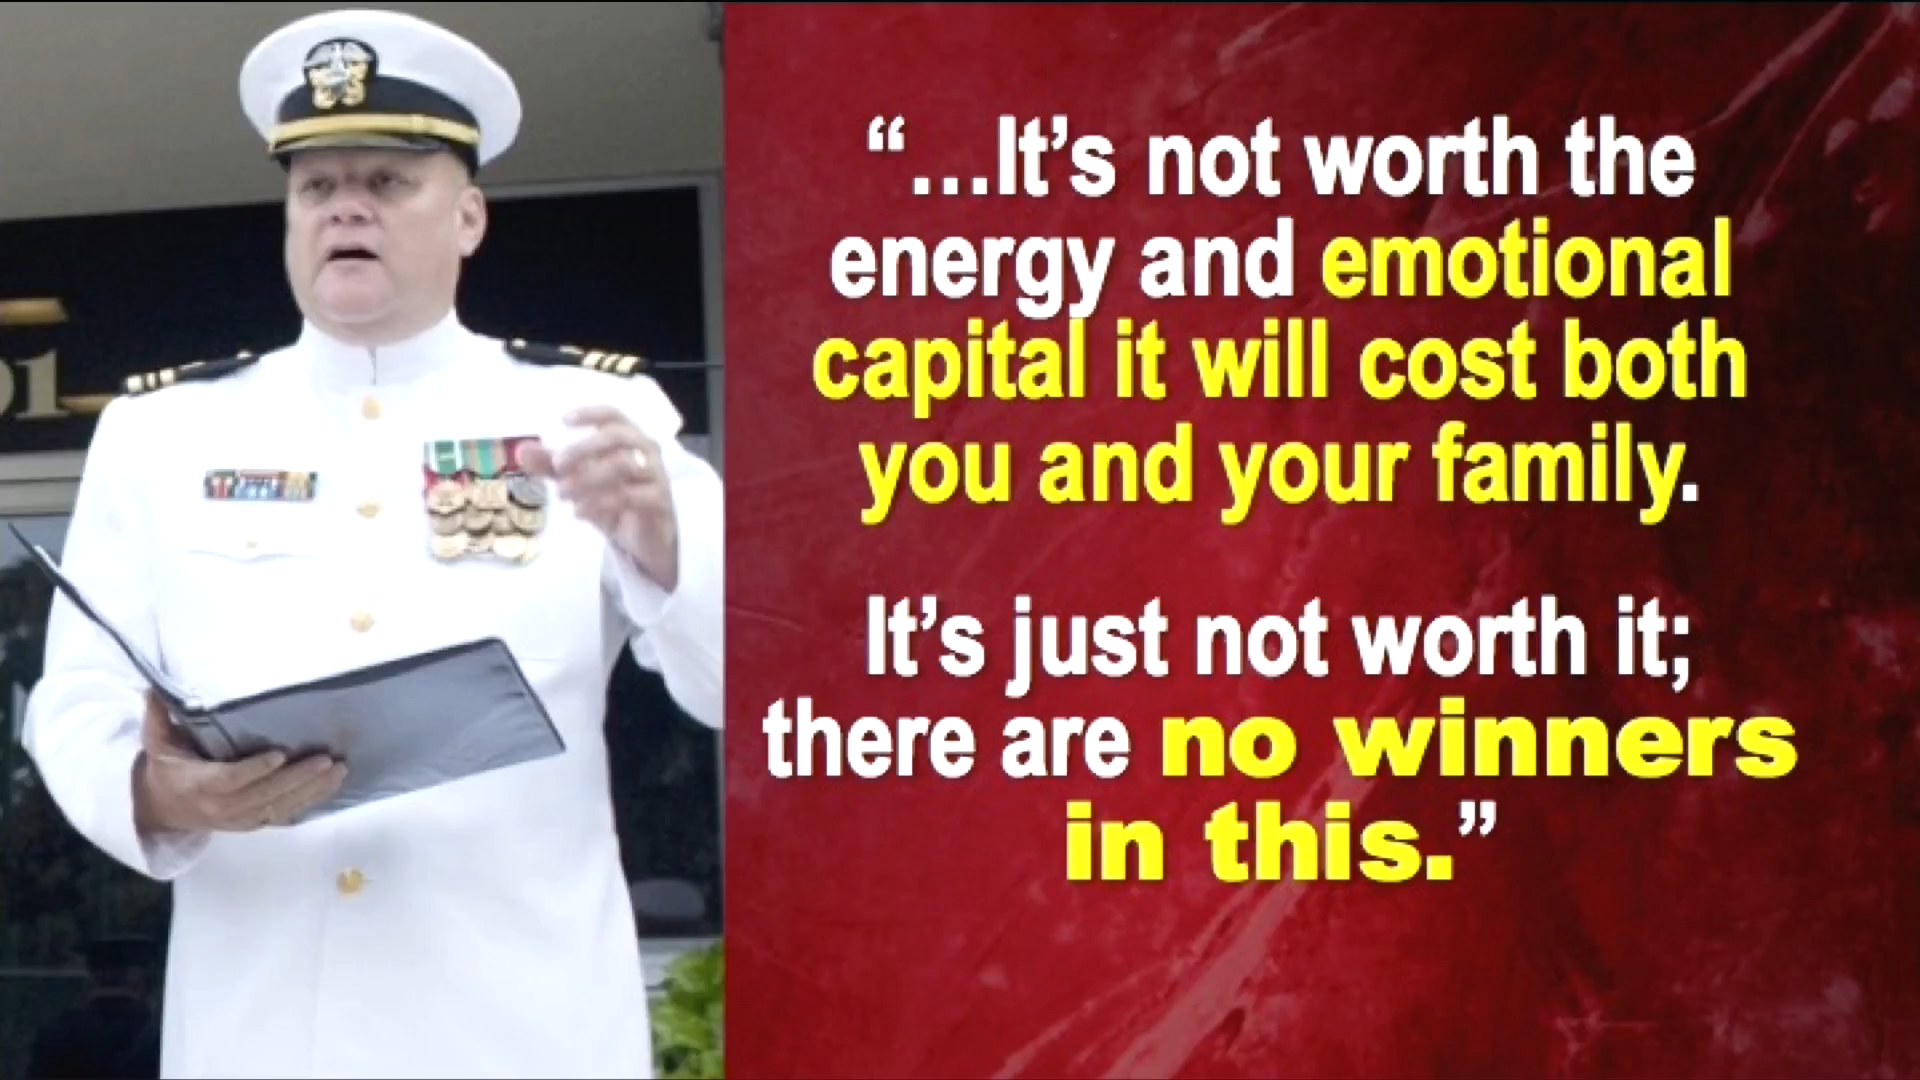 01
“…It’s not worth the
energy and emotional
capital it will cost both
you and your family.
It’s just not worth it;
there are no winners
in this.”